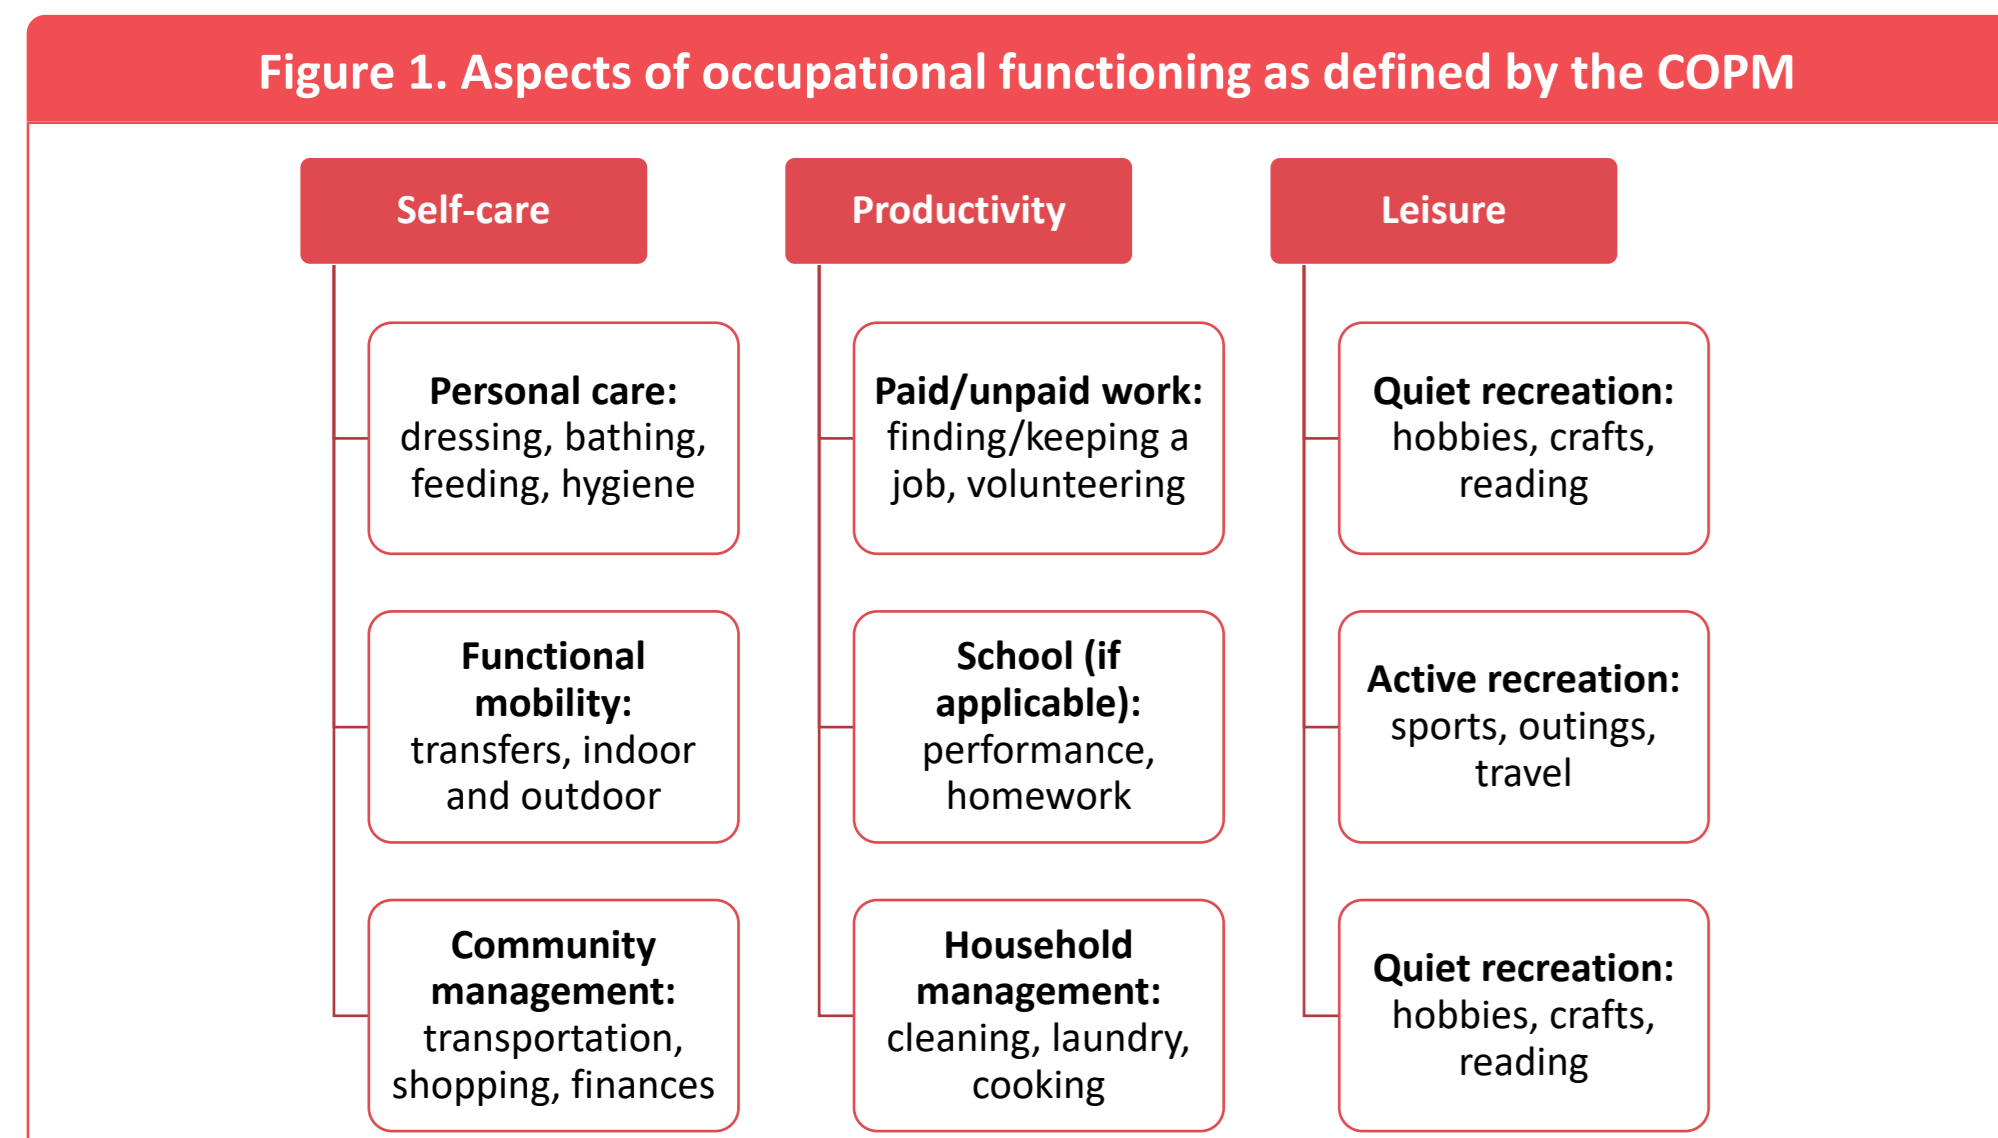 Figure 1. Aspects of occupational functioning as defined by the COPM
Self-care
Personal care:
dressing, bathing,
feeding, hygiene
Functional
mobility:
transfers, indoor
and outdoor
Community
management:
transportation,
shopping, finances
Productivity
Paid/unpaid work:
finding/keeping a
job, volunteering
School (if
applicable):
performance,
homework
Household
management:
cleaning, laundry,
cooking
Leisure
Quiet recreation:
hobbies, crafts,
reading
Active recreation:
sports, outings,
travel
Quiet recreation:
hobbies, crafts,
reading